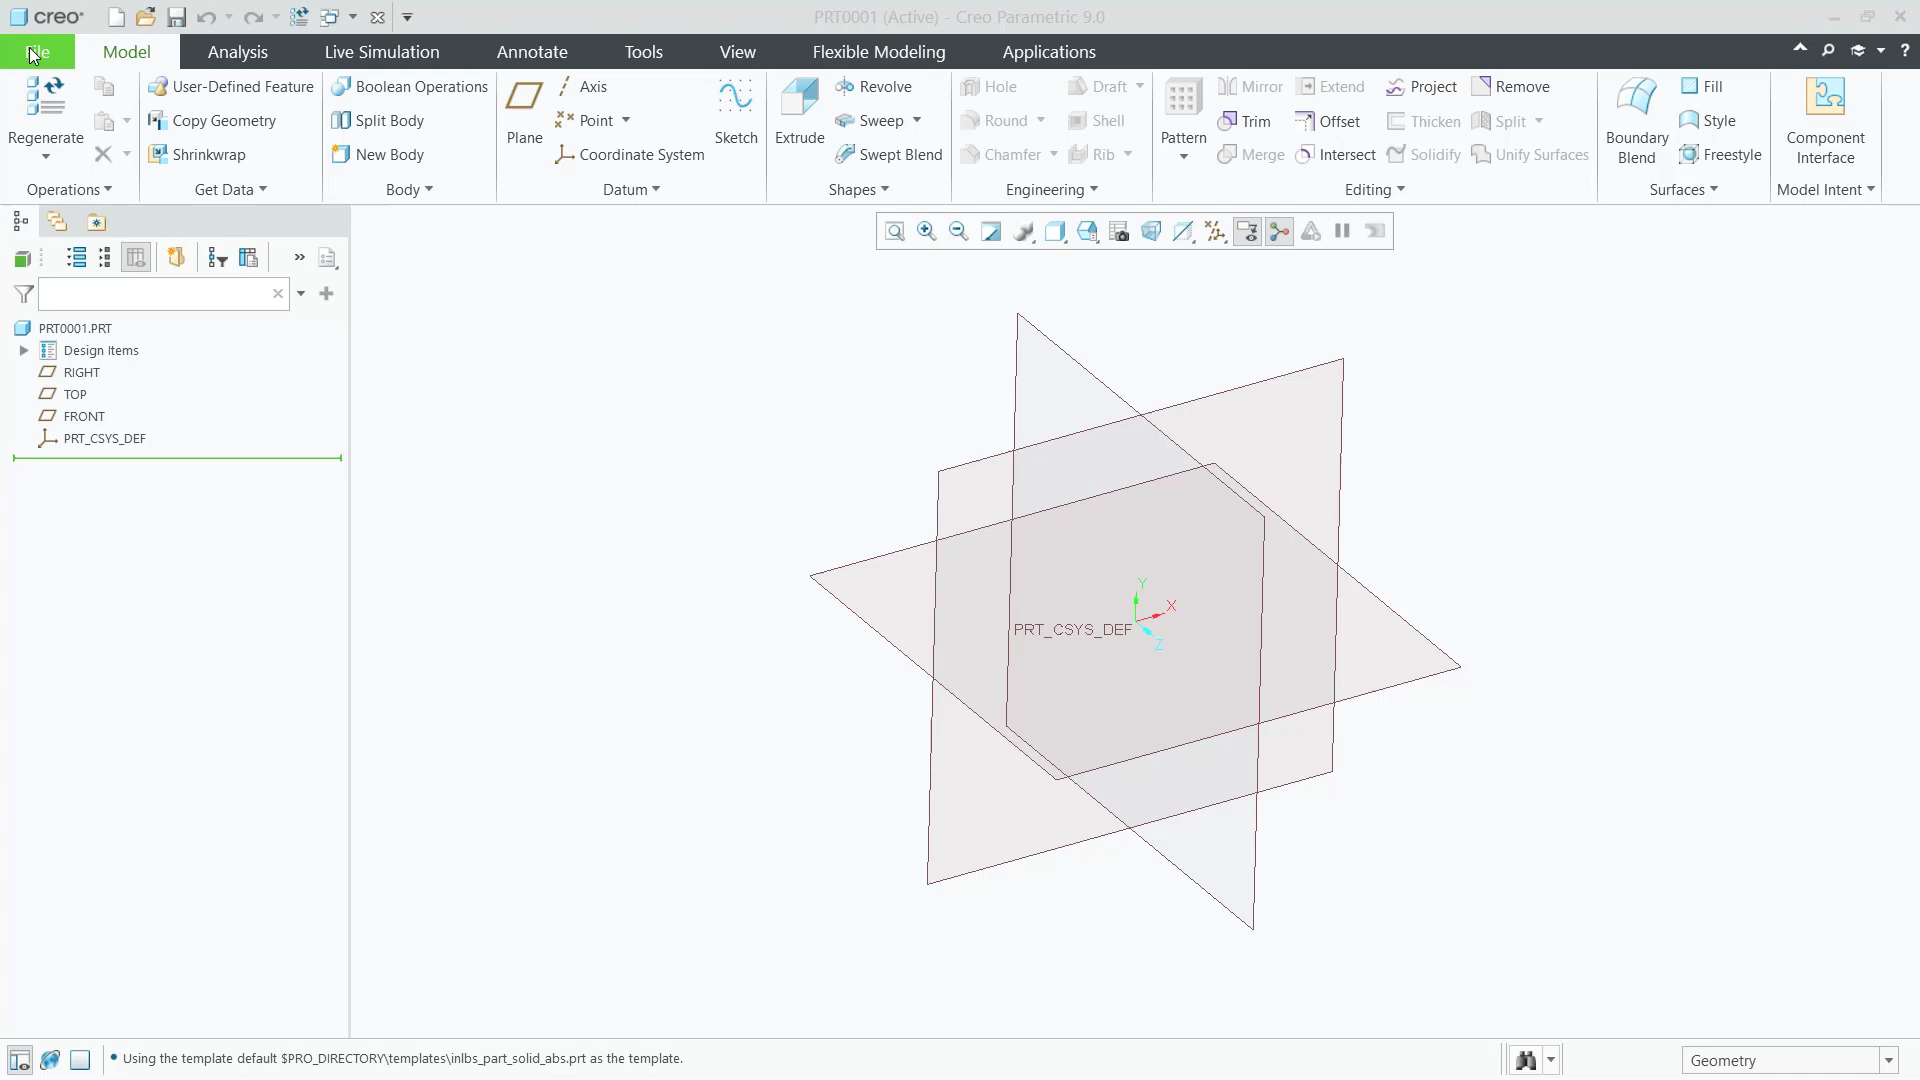 creo
PRT0001 (Active) - Creo Parametric 9.0
File Model Analysis Live Simulation Annotate Tools View Flexible Modeling Applications
Regenerate
User-Defined Feature
Copy Geometry
Shrinkwrap
Boolean Operations
Split Body
New Body
Plane
Axis
Point
Coordinate System
Sketch
Extrude
Revolve
Sweep
Swept Blend
Hole
Draft
Round
Shell
Chamfer
Rib
Pattern
Mirror
Extend
Project
Remove
Trim
Offset
Thicken
Split
Merge
Intersect
Solidify
Unify Surfaces
Boundary
Blend
Fill
Style
Freestyle
Component
Interface
Operations Get Data Body Datum Shapes Engineering Editing Surfaces Model Intent
PRT0001.PRT
Design Items
RIGHT
TOP
FRONT
PRT_CSYS_DEF
Y
X
PRT_CSYS_DEF
Z
• Using the template default $PRO_DIRECTORY\templates\inlbs_part_solid_abs.prt as the template.
Geometry